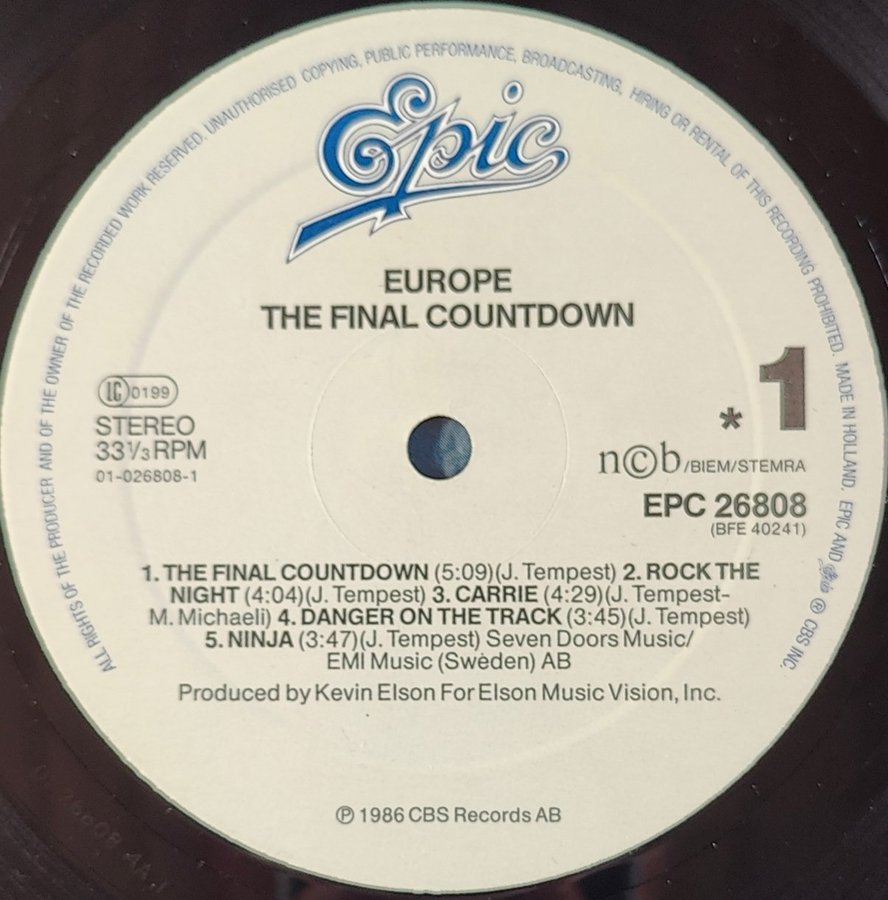 ALL RIGHTS OF THE PRODUCER AND OF THE OWNER OF THE RECORDED WORK RESERVED. UNAUTHORISED COPYING, PUBLIC PERFORMANCE, BROADCASTING, HIRING OR RENTAL OF THIS RECORDING PROHIBITED. MADE IN HOLLAND. EPIC AND Epic ® CBS INC.
Epic
EUROPE
THE FINAL COUNTDOWN
LC 0199
STEREO
33⅓ RPM
01-026808-1
* 1
n©b/BIEM/STEMRA
EPC 26808
(BFE 40241)
1. THE FINAL COUNTDOWN (5:09)(J. Tempest) 2. ROCK THE
NIGHT (4:04)(J. Tempest) 3. CARRIE (4:29)(J. Tempest-
M. Michaeli) 4. DANGER ON THE TRACK (3:45)(J. Tempest)
5. NINJA (3:47)(J. Tempest) Seven Doors Music/
EMI Music (Sweden) AB
Produced by Kevin Elson For Elson Music Vision, Inc.
℗ 1986 CBS Records AB